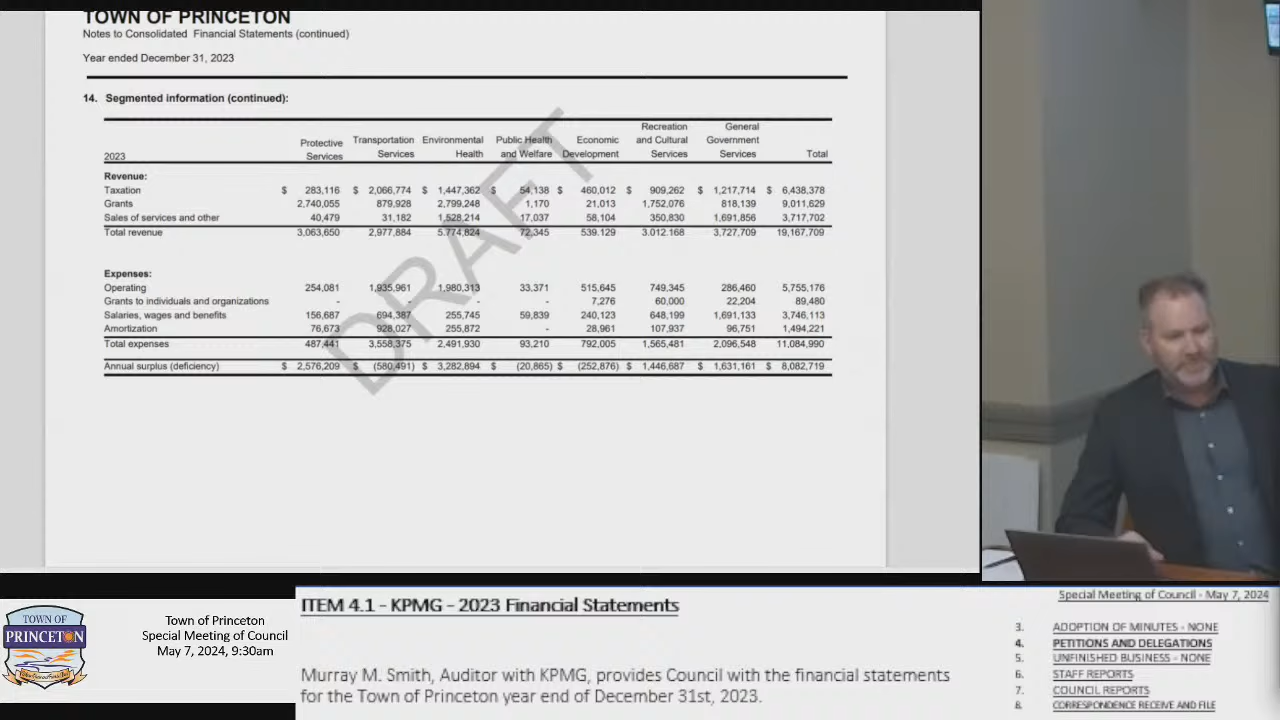 TOWN OF PRINCETON
Notes to Consolidated Financial Statements (continued)
Year ended December 31, 2023
14. Segmented information (continued):
2023 Protective Services Transportation Services Environmental Health Public Health and Welfare Economic Development Recreation and Cultural Services General Government Services Total
Revenue:
Taxation $ 283,116 $ 2,066,774 $ 1,447,362 $ 54,138 $ 460,012 $ 909,262 $ 1,217,714 $ 6,438,378
Grants 2,740,055 879,928 2,799,248 1,170 21,013 1,752,076 818,139 9,011,629
Sales of services and other 40,479 31,182 1,528,214 17,037 58,104 350,830 1,691,856 3,717,702
Total revenue 3,063,650 2,977,884 5.774,824 72,345 539.129 3.012.168 3,727,709 19,167,709
Expenses:
Operating 254,081 1,935,961 1,980,313 33,371 515,645 749,345 286,460 5,755,176
Grants to individuals and organizations - - - - 7,276 60,000 22,204 89,480
Salaries, wages and benefits 156,687 694,387 255,745 59,839 240,123 648,199 1,691,133 3,746,113
Amortization 76,673 928,027 255,872 - 28,961 107,937 96,751 1,494,221
Total expenses 487,441 3,558,375 2,491,930 93,210 792,005 1,565,481 2,096,548 11,084,990
Annual surplus (deficiency) $ 2,576,209 $ (580,491) $ 3,282,894 $ (20,865) $ (252,876) $ 1,446,687 $ 1,631,161 $ 8,082,719
DRAFT
TOWN OF
PRINCETON
Town of Princeton
Special Meeting of Council
May 7, 2024, 9:30am
ITEM 4.1 - KPMG - 2023 Financial Statements
Murray M. Smith, Auditor with KPMG, provides Council with the financial statements
for the Town of Princeton year end of December 31st, 2023.
Special Meeting of Council - May 7, 2024
3. ADOPTION OF MINUTES - NONE
4. PETITIONS AND DELEGATIONS
5. UNFINISHED BUSINESS - NONE
6. STAFF REPORTS
7. COUNCIL REPORTS
8. CORRESPONDENCE RECEIVE AND FILE